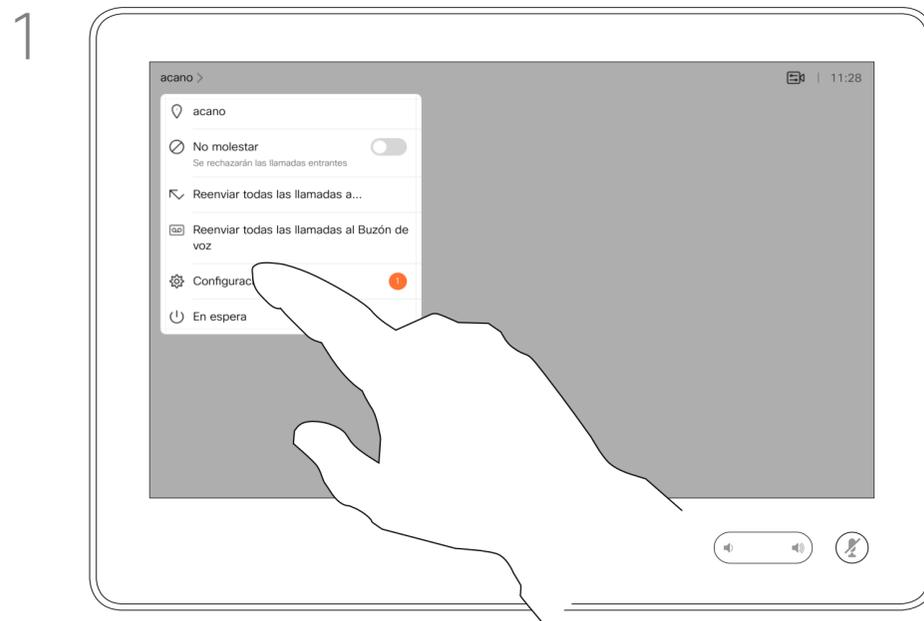 1
acano >
11:28
acano
No molestar
Se rechazarán las llamadas entrantes
Reenviar todas las llamadas a...
Reenviar todas las llamadas al Buzón de
voz
Configurac
1
En espera